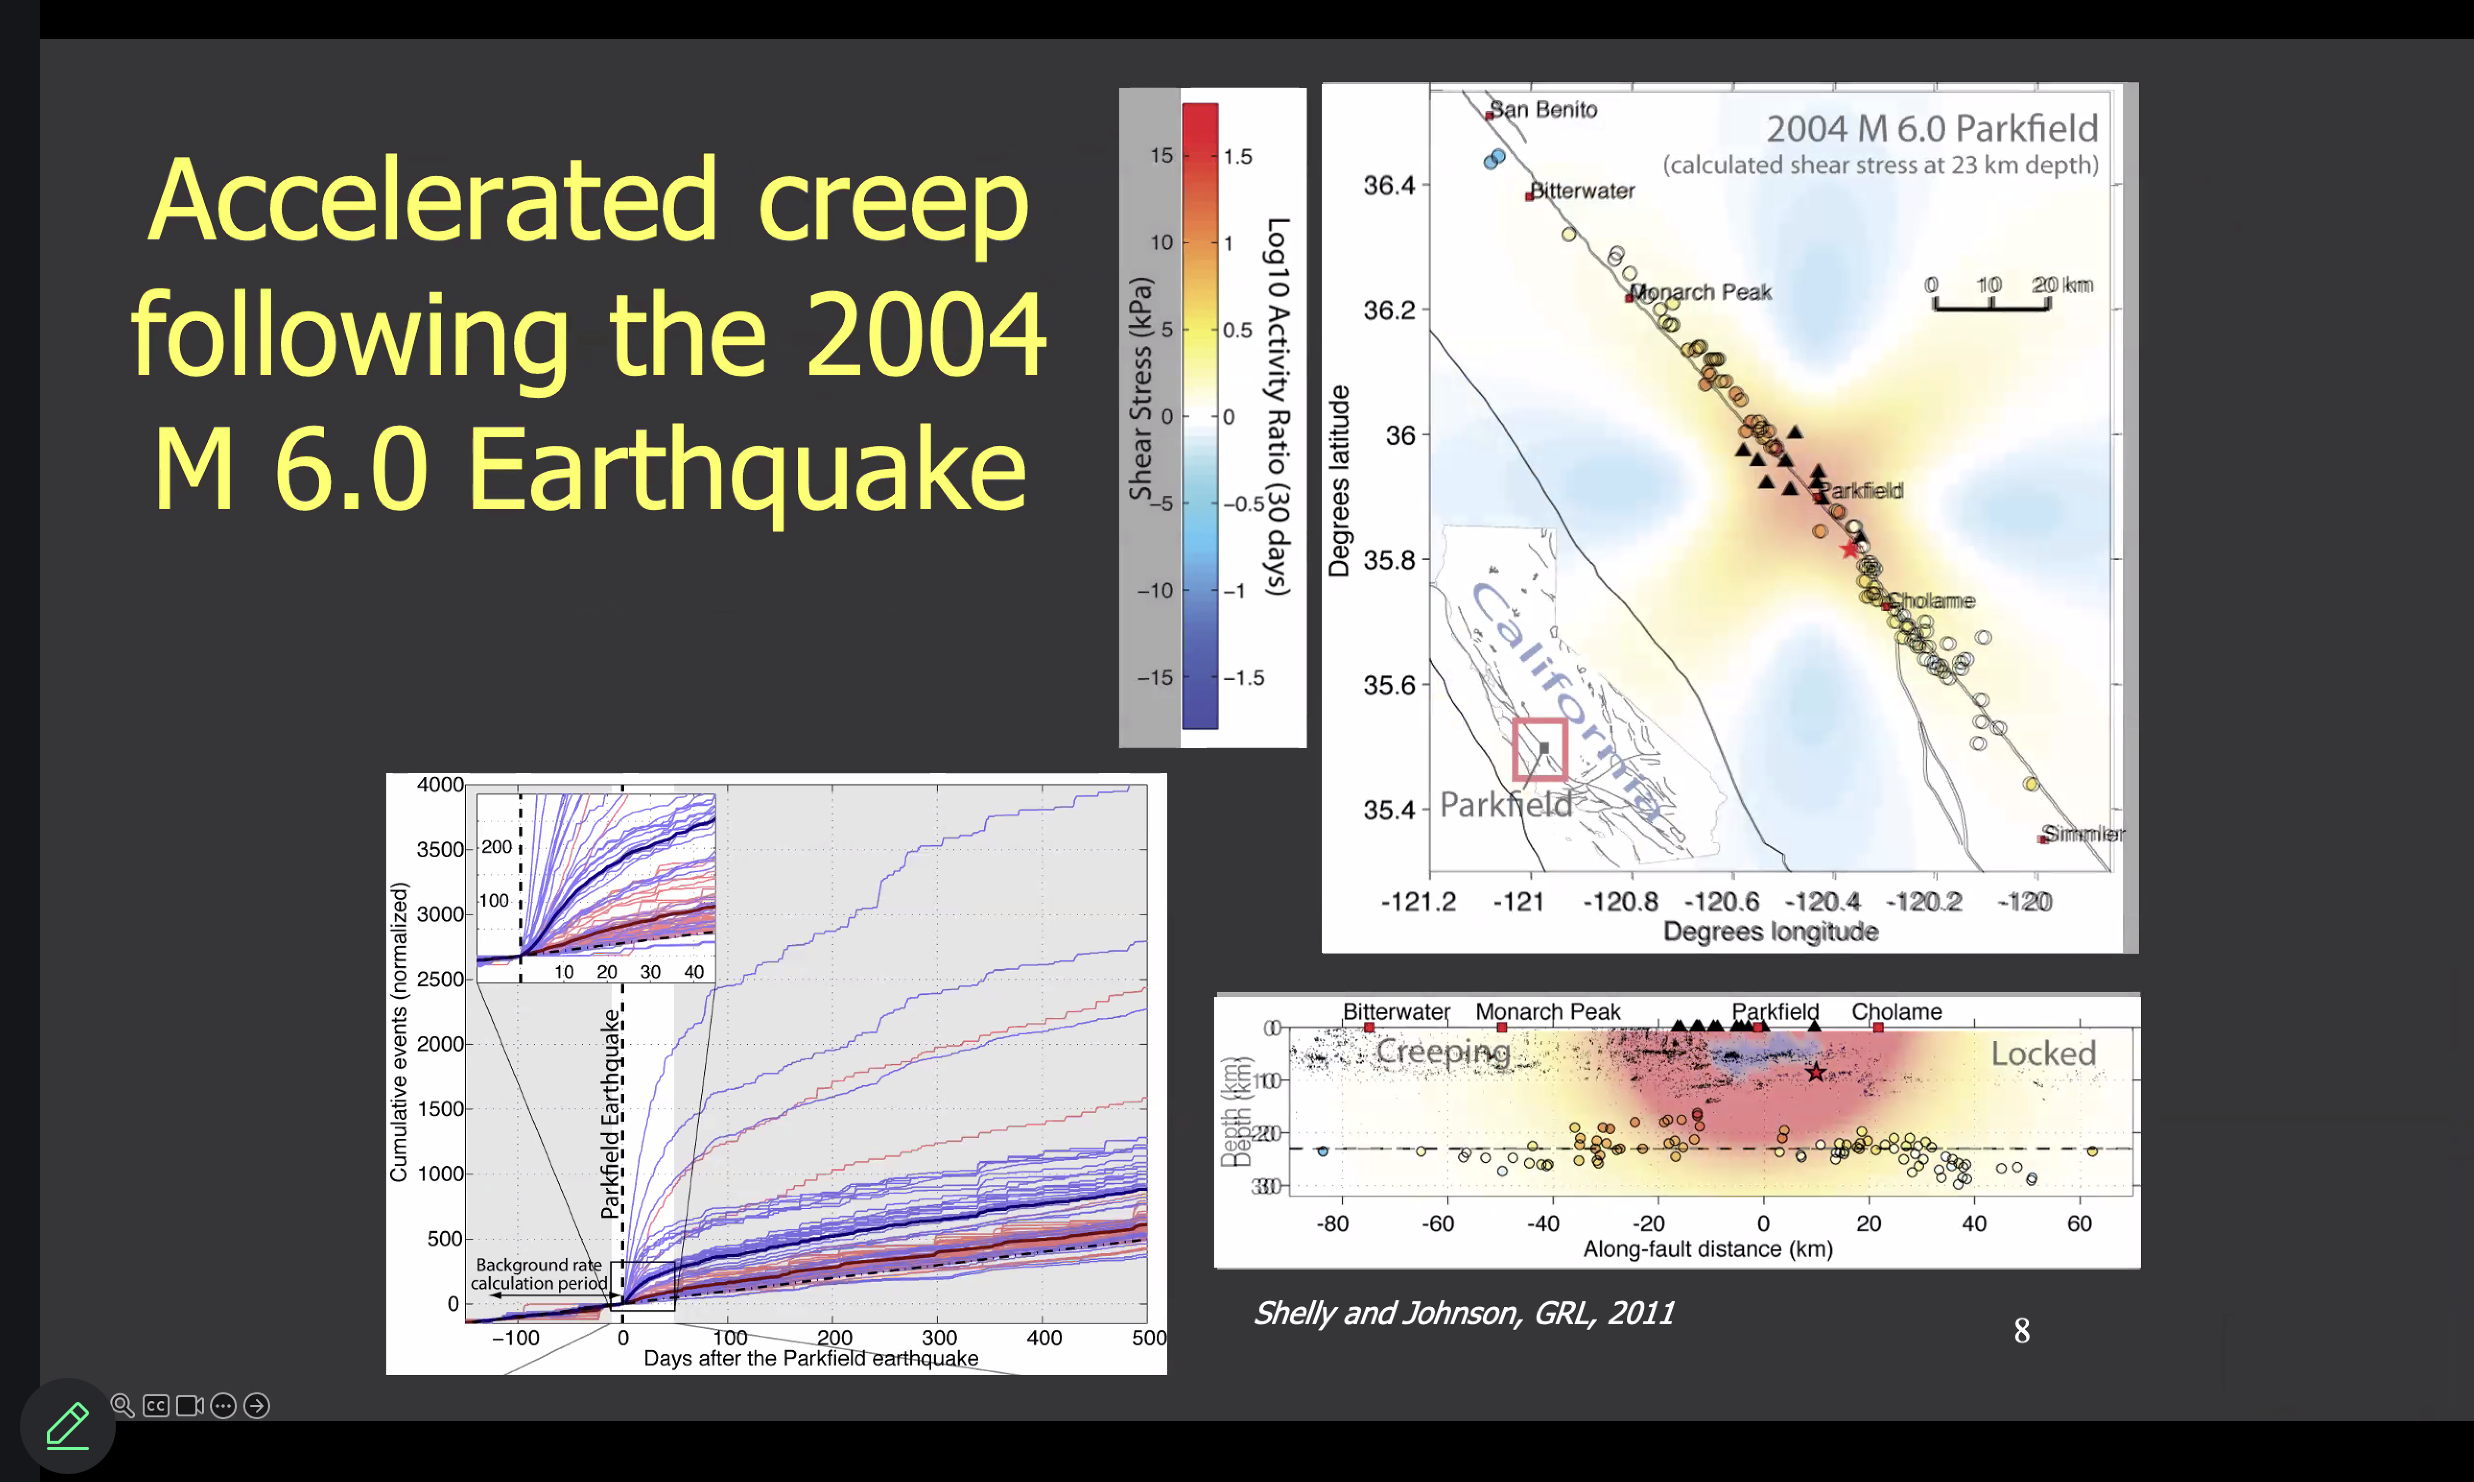 Accelerated creep
following the 2004
M 6.0 Earthquake
Shear Stress (kPa)
15
10
5
0
−5
−10
−15
1.5
1
0.5
0
−0.5
−1
−1.5
Log10 Activity Ratio (30 days)
2004 M 6.0 Parkfield
(calculated shear stress at 23 km depth)
San Benito
Bitterwater
Monarch Peak
Parkfield
Cholame
Simmler
0 10 20 km
California
Parkfield
Degrees latitude
36.4
36.2
36
35.8
35.6
35.4
-121.2 -121 -120.8 -120.6 -120.4 -120.2 -120
Degrees longitude
Cumulative events (normalized)
4000
3500
3000
2500
2000
1500
1000
500
0
200
100
10 20 30 40
Parkfield Earthquake
Background rate
calculation period
−100 0 100 200 300 400 500
Days after the Parkfield earthquake
Bitterwater Monarch Peak Parkfield Cholame
Creeping
Locked
Depth (km)
0
10
20
30
-80 -60 -40 -20 0 20 40 60
Along-fault distance (km)
Shelly and Johnson, GRL, 2011
8
CC